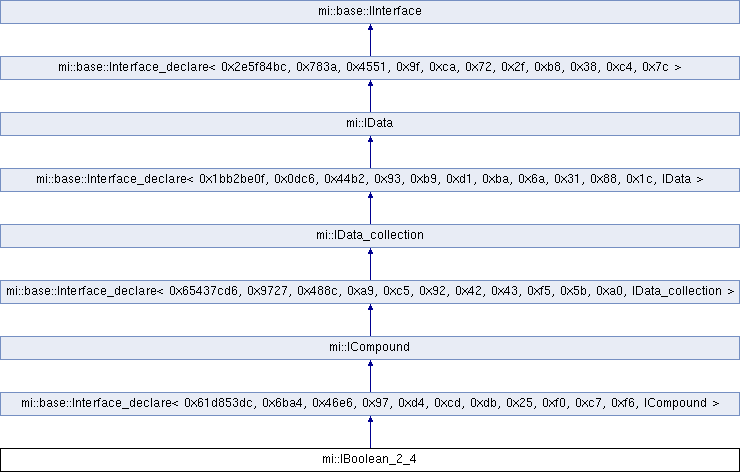 mi::base::IInterface
mi::base::Interface_declare< 0x2e5f84bc, 0x783a, 0x4551, 0x9f, 0xca, 0x72, 0x2f, 0xb8, 0x38, 0xc4, 0x7c >
mi::IData
mi::base::Interface_declare< 0x1bb2be0f, 0x0dc6, 0x44b2, 0x93, 0xb9, 0xd1, 0xba, 0x6a, 0x31, 0x88, 0x1c, IData >
mi::IData_collection
mi::base::Interface_declare< 0x65437cd6, 0x9727, 0x488c, 0xa9, 0xc5, 0x92, 0x42, 0x43, 0xf5, 0x5b, 0xa0, IData_collection >
mi::ICompound
mi::base::Interface_declare< 0x61d853dc, 0x6ba4, 0x46e6, 0x97, 0xd4, 0xcd, 0xdb, 0x25, 0xf0, 0xc7, 0xf6, ICompound >
mi::IBoolean_2_4